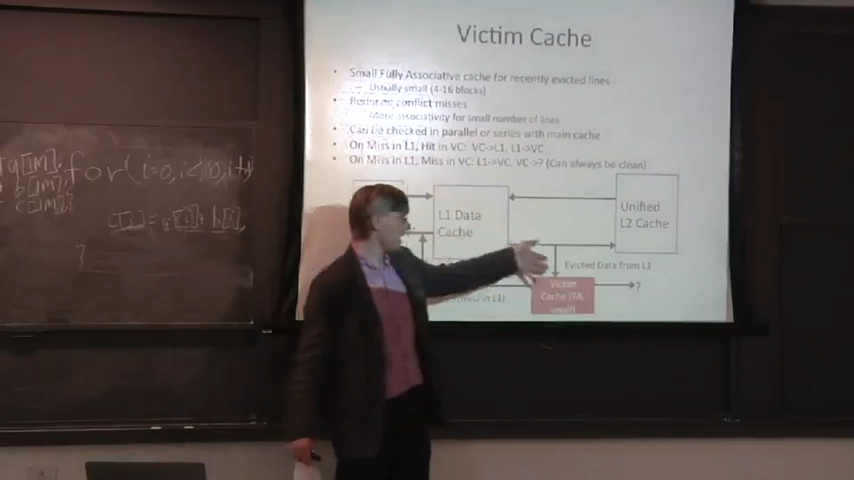 Victim Cache
• Small Fully Associative cache for recently evicted lines
– Usually small (4-16 blocks)
• Reduces conflict misses
– More associativity for small number of lines
• Can be checked in parallel or series with main cache
• On Miss in L1, Hit in VC: VC->L1, L1->VC
• On Miss in L1, Miss in VC: L1->VC, VC->? (Can always be clean)
L1 Data
Cache
Unified
L2 Cache
Evicted Data from L1
in L1)
Victim
Cache (FA,
small)
?
for(i=0, i<